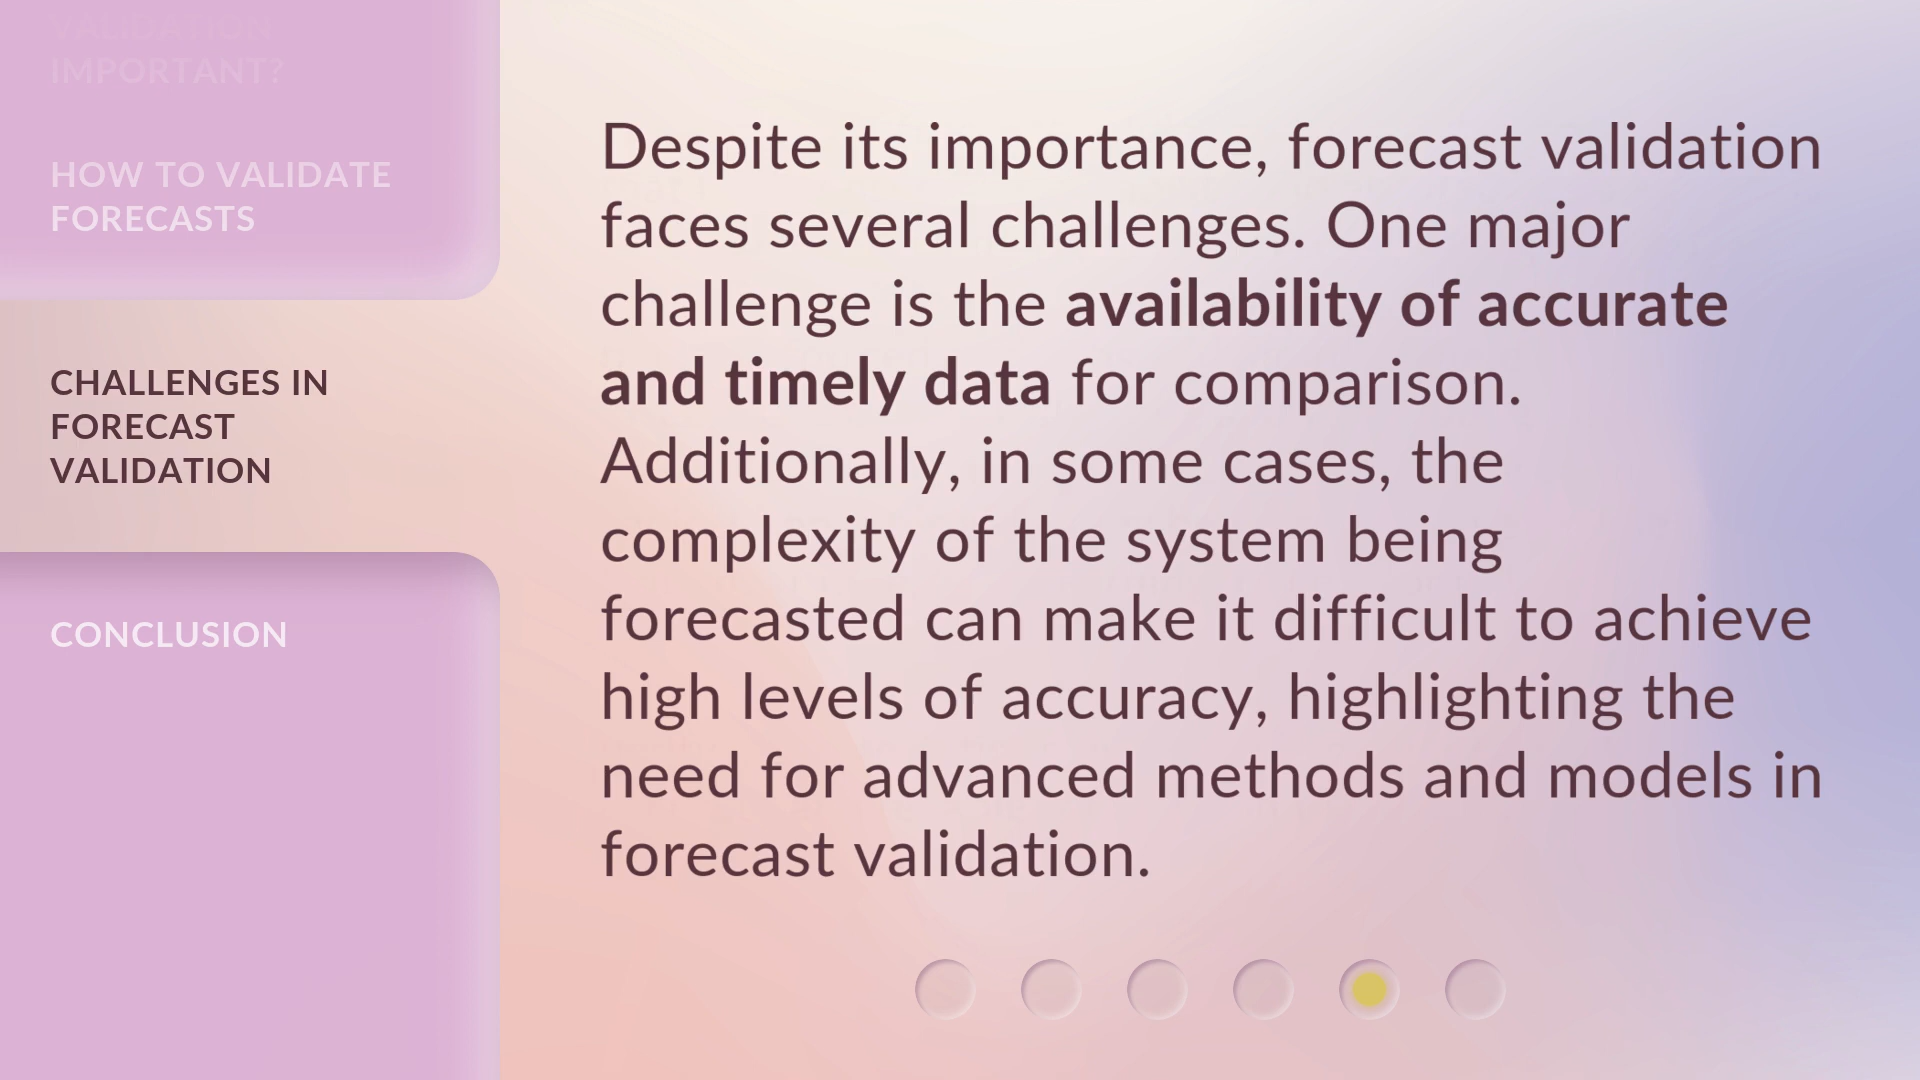 VALIDATION
IMPORTANT?
HOW TO VALIDATE
FORECASTS
CHALLENGES IN
FORECAST
VALIDATION
CONCLUSION
Despite its importance, forecast validation
faces several challenges. One major
challenge is the availability of accurate
and timely data for comparison.
Additionally, in some cases, the
complexity of the system being
forecasted can make it difficult to achieve
high levels of accuracy, highlighting the
need for advanced methods and models in
forecast validation.